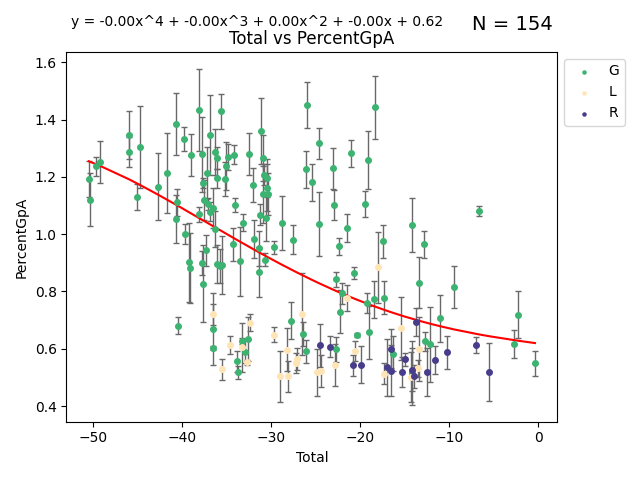 y = -0.00x^4 + -0.00x^3 + 0.00x^2 + -0.00x + 0.62
N = 154
Total vs PercentGpA
G
L
R
PercentGpA
1.6
1.4
1.2
1.0
0.8
0.6
0.4
−50 −40 −30 −20 −10 0
Total